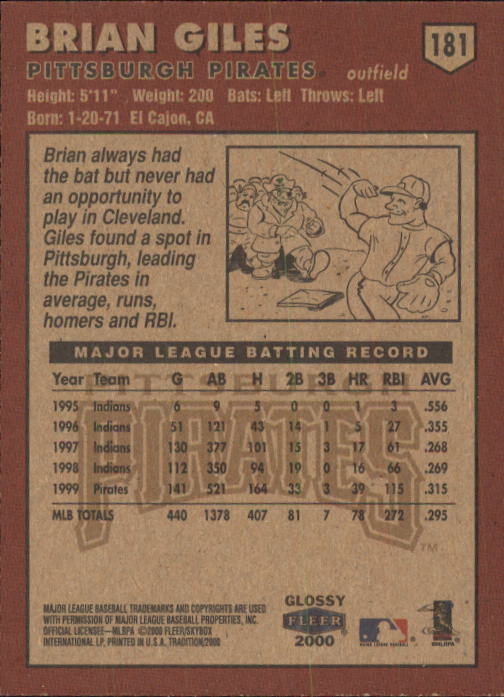 BRIAN GILES
181
PITTSBURGH PIRATES® outfield
Height: 5'11" Weight: 200 Bats: Left Throws: Left
Born: 1-20-71 El Cajon, CA
Brian always had
the bat but never had
an opportunity to
play in Cleveland.
Giles found a spot in
Pittsburgh, leading
the Pirates in
average, runs,
homers and RBI.
MAJOR LEAGUE BATTING RECORD
PITTSBURGH
PIRATES
TM
Year Team G AB H 2B 3B HR RBI AVG
1995 Indians 6 9 5 0 0 1 3 .556
1996 Indians 51 121 43 14 1 5 27 .355
1997 Indians 130 377 101 15 3 17 61 .268
1998 Indians 112 350 94 19 0 16 66 .269
1999 Pirates 141 521 164 33 3 39 115 .315
MLB TOTALS 440 1378 407 81 7 78 272 .295
MAJOR LEAGUE BASEBALL TRADEMARKS AND COPYRIGHTS ARE USED
WITH PERMISSION OF MAJOR LEAGUE BASEBALL PROPERTIES, INC.
OFFICIAL LICENSEE—MLBPA ©2000 FLEER/SKYBOX
INTERNATIONAL LP, PRINTED IN U.S.A. TRADITION/2000
GLOSSY
FLEER
2000
MAJOR LEAGUE BASEBALL
MLBPA